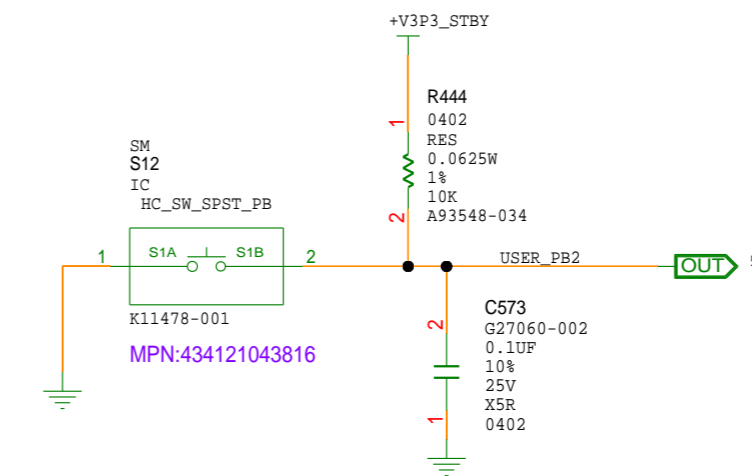 +V3P3_STBY
R444
1
0402
RES
0.0625W
1%
10K
2
A93548-034
SM
S12
IC
HC_SW_SPST_PB
1
S1A
S1B
2
K11478-001
MPN:434121043816
USER_PB2
OUT
C573
2
G27060-002
0.1UF
10%
25V
X5R
1
0402